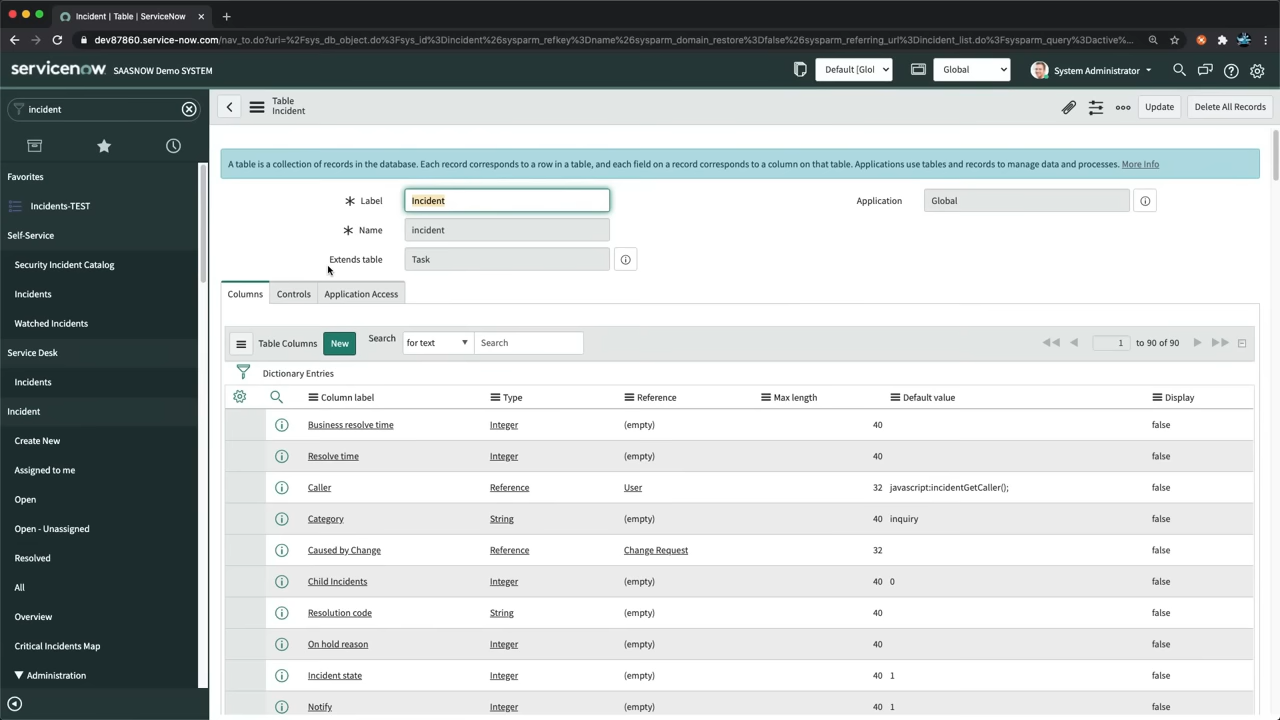 Incident | Table | ServiceNow
dev87860.service-now.com/nav_to.do?uri=%2Fsys_db_object.do%3Fsys_id%3Dincident%26sysparm_refkey%3Dname%26sysparm_domain_restore%3Dfalse%26sysparm_referring_url%3Dincident_list.do%3Fsysparm_query%3Dactive...
servicenow SAASNOW Demo SYSTEM
Default [Glol
Global
System Administrator
incident
Favorites
Incidents-TEST
Self-Service
Security Incident Catalog
Incidents
Watched Incidents
Service Desk
Incidents
Incident
Create New
Assigned to me
Open
Open - Unassigned
Resolved
All
Overview
Critical Incidents Map
Administration
Table
Incident
Update
Delete All Records
A table is a collection of records in the database. Each record corresponds to a row in a table, and each field on a record corresponds to a column on that table. Applications use tables and records to manage data and processes. More Info
Label Incident Application Global
Name incident
Extends table Task
Columns Controls Application Access
Table Columns New Search for text Search 1 to 90 of 90
Dictionary Entries
Column label Type Reference Max length Default value Display
Business resolve time Integer (empty) 40 false
Resolve time Integer (empty) 40 false
Caller Reference User 32 javascript:incidentGetCaller(); false
Category String (empty) 40 inquiry false
Caused by Change Reference Change Request 32 false
Child Incidents Integer (empty) 40 0 false
Resolution code String (empty) 40 false
On hold reason Integer (empty) 40 false
Incident state Integer (empty) 40 1 false
Notify Integer (empty) 40 1 false